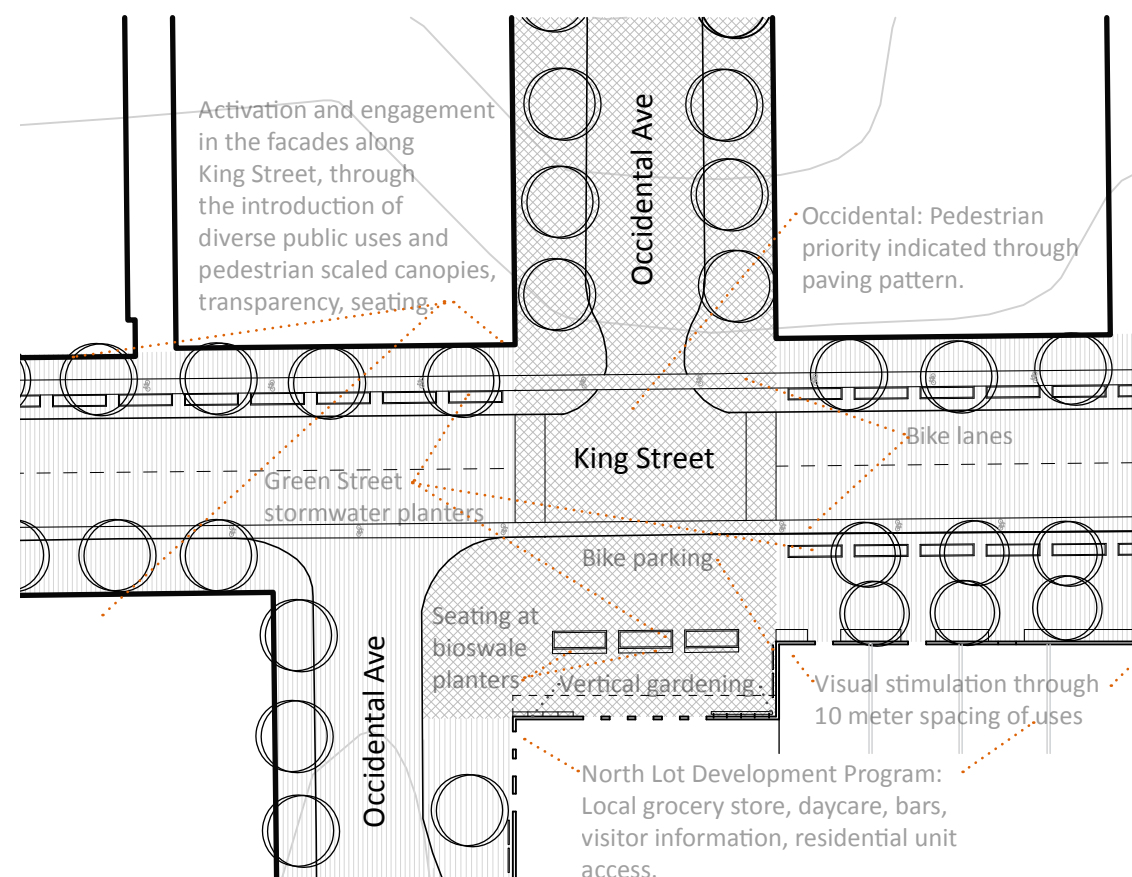 Activation and engagement
in the facades along
King Street, through
the introduction of
diverse public uses and
pedestrian scaled canopies,
transparency, seating.
Occidental Ave
Occidental: Pedestrian
priority indicated through
paving pattern.
Bike lanes
King Street
Green Street
stormwater planters
Bike parking
Seating at
bioswale
planters
Vertical gardening
Visual stimulation through
10 meter spacing of uses
Occidental Ave
North Lot Development Program:
Local grocery store, daycare, bars,
visitor information, residential unit
access.